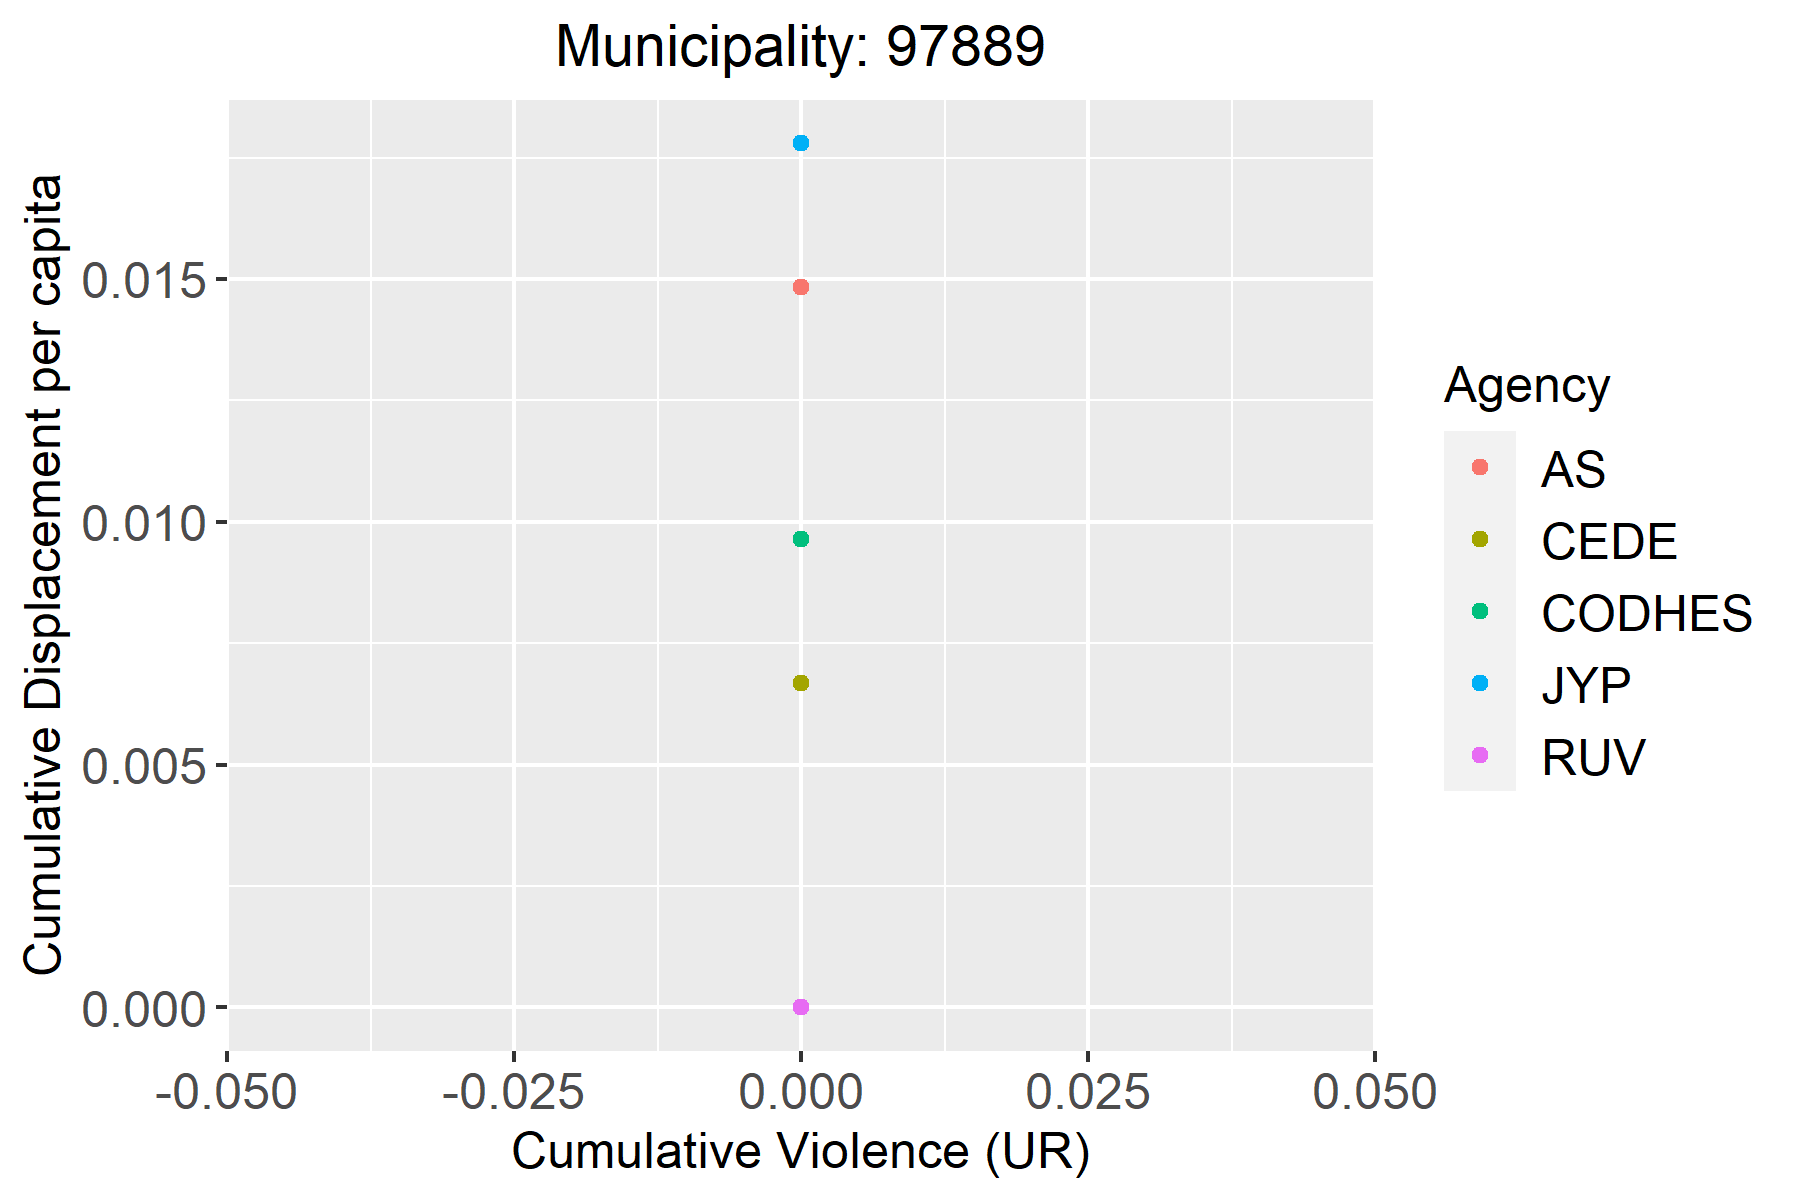 Municipality: 97889
Cumulative Displacement per capita
0.015
0.010
0.005
0.000
-0.050 -0.025 0.000 0.025 0.050
Cumulative Violence (UR)
Agency
AS
CEDE
CODHES
JYP
RUV